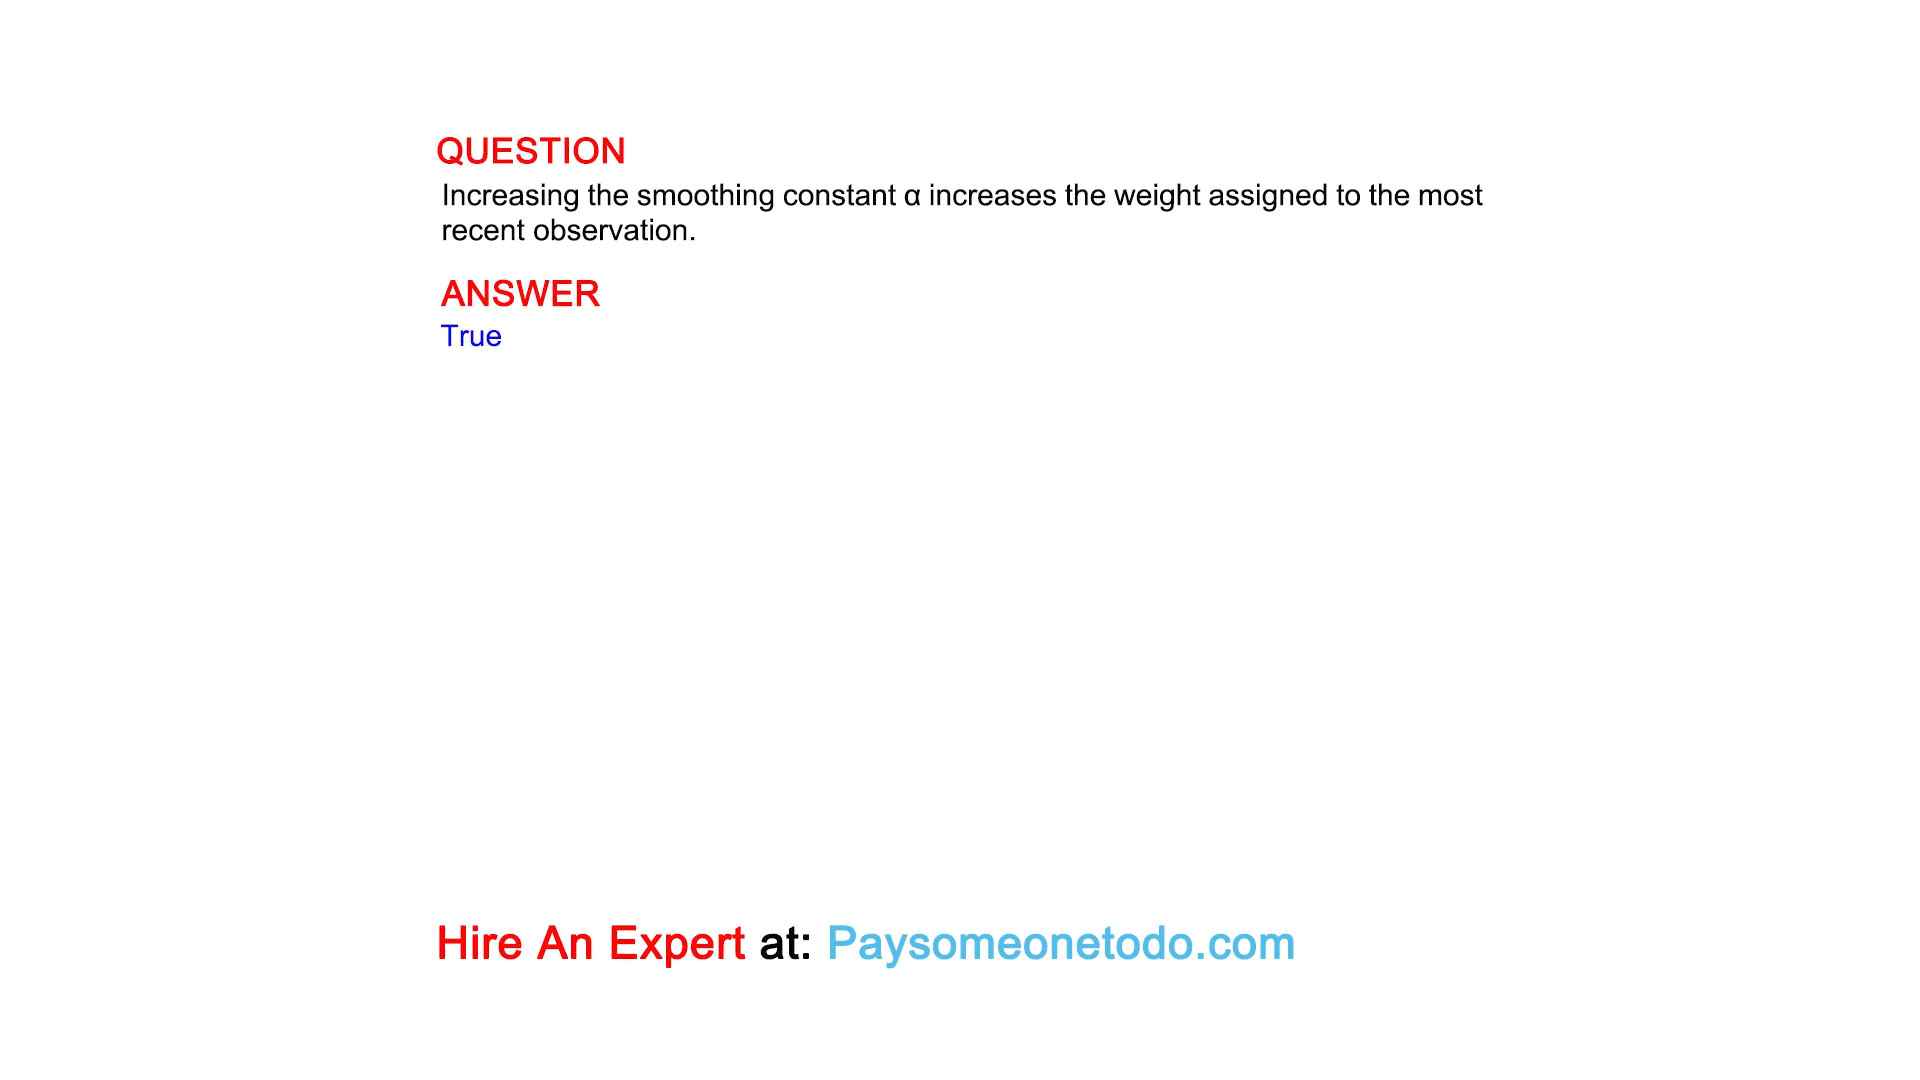 QUESTION
Increasing the smoothing constant α increases the weight assigned to the most
recent observation.
ANSWER
True
Hire An Expert at: Paysomeonetodo.com